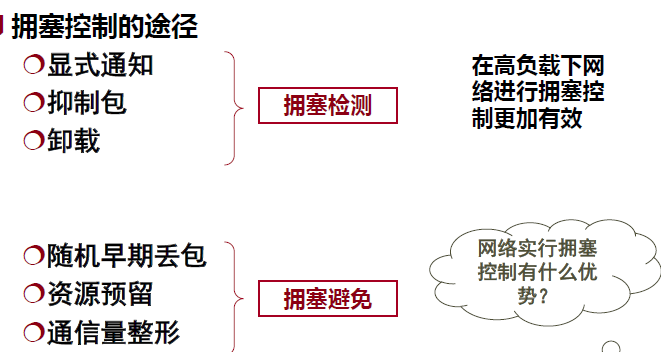 拥塞控制的途径
显式通知
抑制包
卸载
拥塞检测
在高负载下网
络进行拥塞控
制更加有效
随机早期丢包
资源预留
通信量整形
拥塞避免
网络实行拥塞
控制有什么优
势?